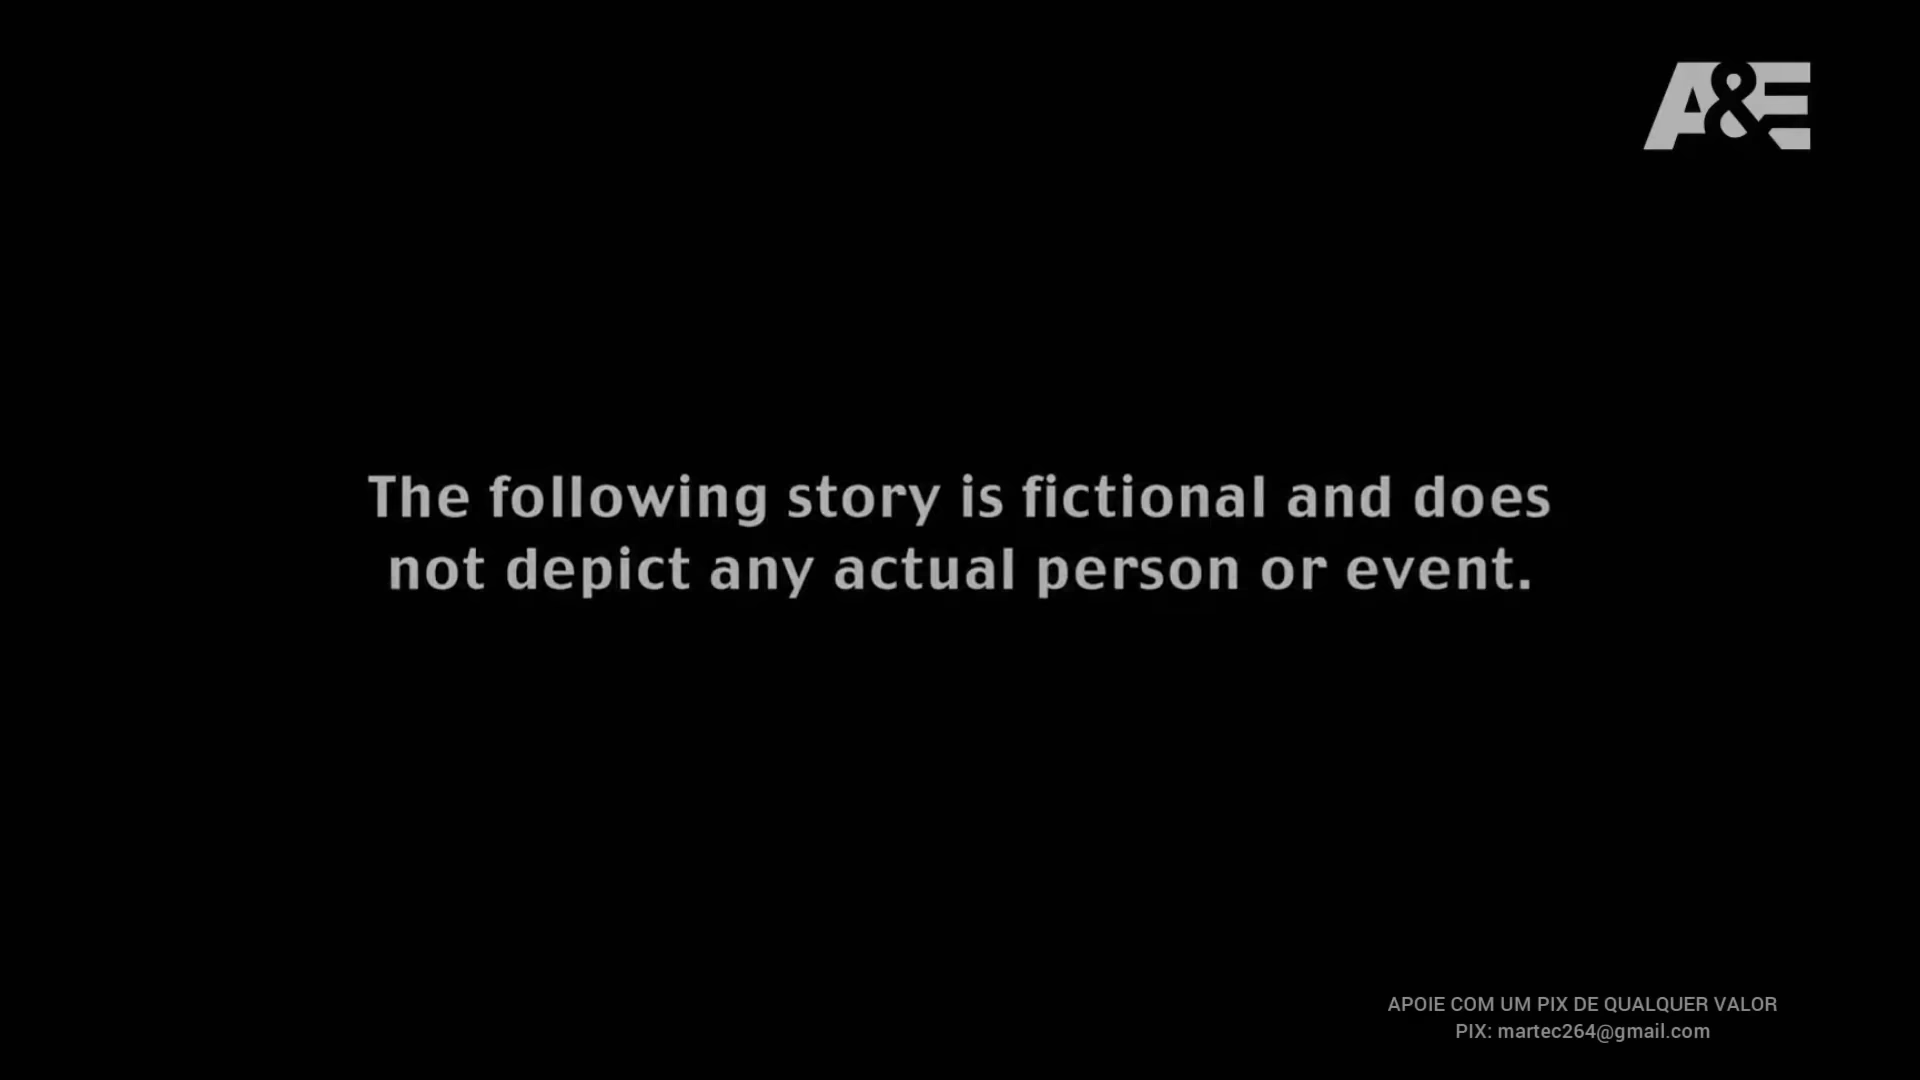 A&E
The following story is fictional and does
not depict any actual person or event.
APOIE COM UM PIX DE QUALQUER VALOR
PIX: martec264@gmail.com